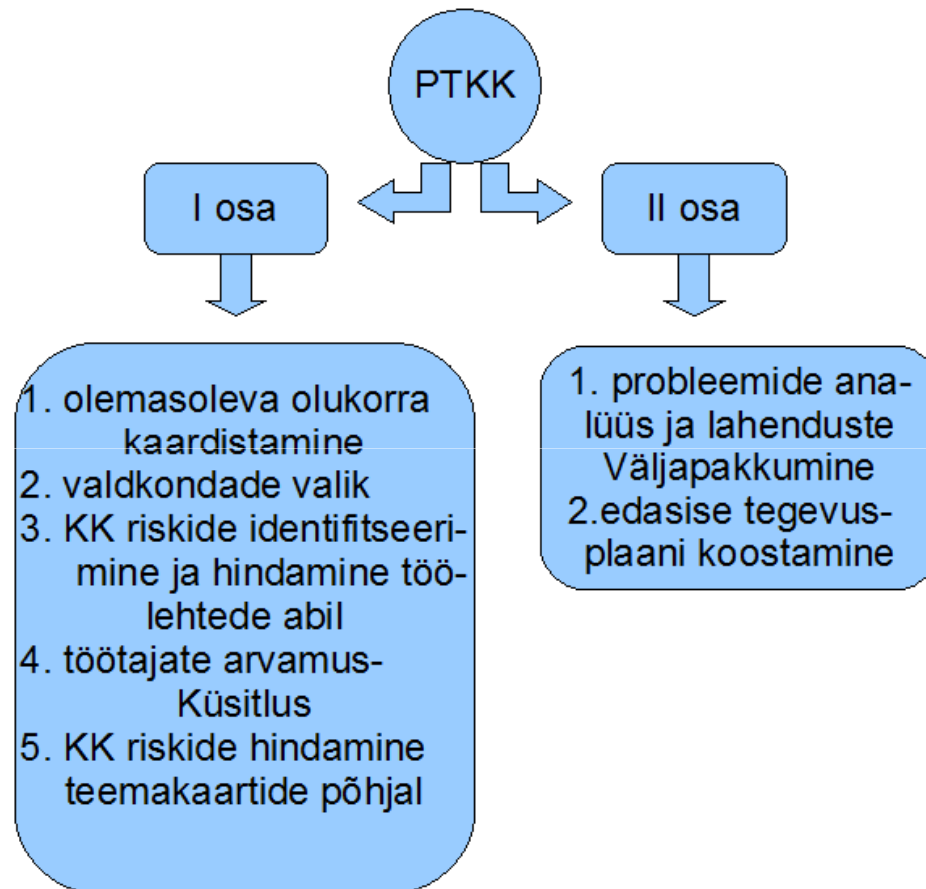 PTKK
I osa
II osa
1. olemasoleva olukorra
kaardistamine
2. valdkondade valik
3. KK riskide identifitseeri-
mine ja hindamine töö-
lehtede abil
4. töötajate arvamus-
Küsitlus
5. KK riskide hindamine
teemakaartide põhjal
1. probleemide ana-
lüüs ja lahenduste
Väljapakkumine
2.edasise tegevus-
plaani koostamine